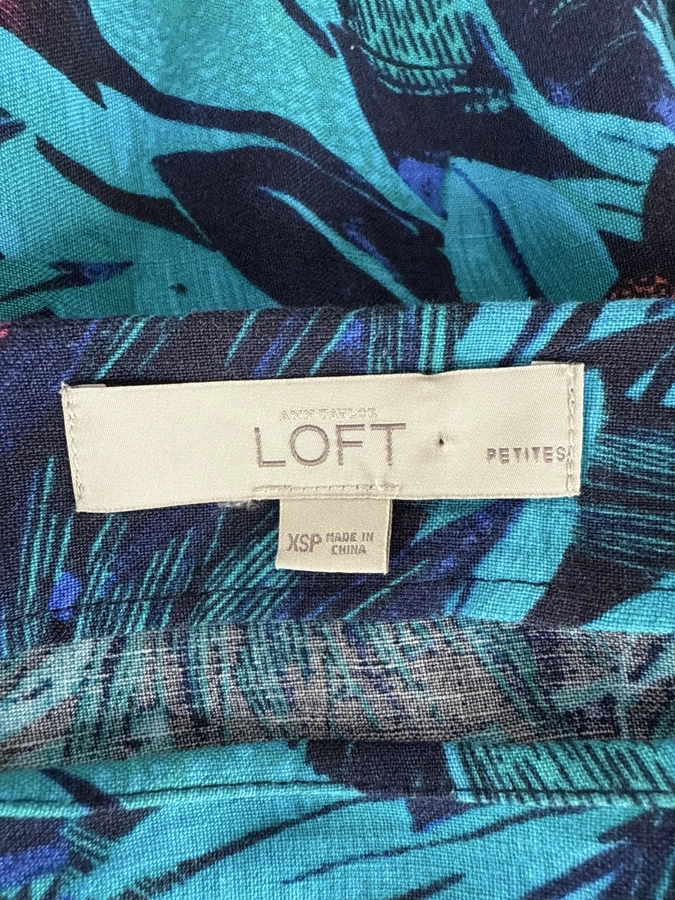 ANN TAYLOR
LOFT
PETITES
XSP MADE IN
CHINA